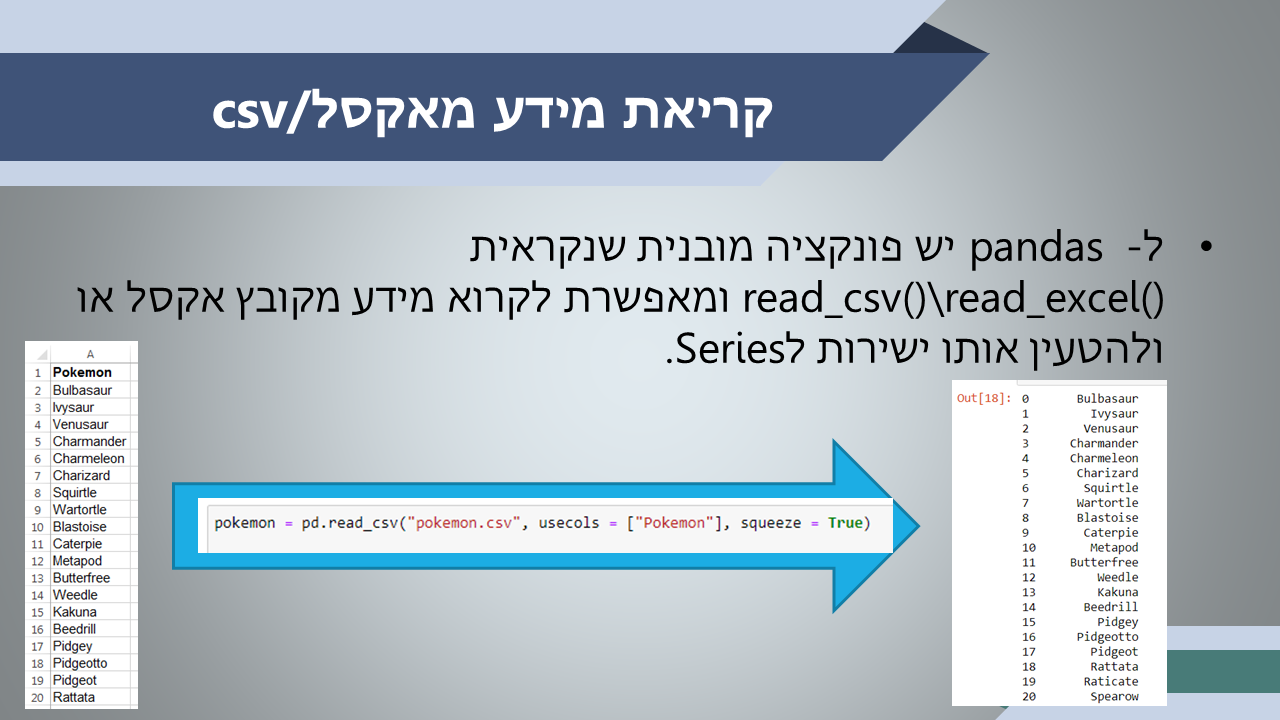 קריאת מידע מאקסל/csv
• ל- pandas יש פונקציה מובנית שנקראית
read_csv()\read_excel() ומאפשרת לקרוא מידע מקובץ אקסל או
ולהטעין אותו ישירות לSeries.
A
1 Pokemon
2 Bulbasaur
3 Ivysaur
4 Venusaur
5 Charmander
6 Charmeleon
7 Charizard
8 Squirtle
9 Wartortle
10 Blastoise
11 Caterpie
12 Metapod
13 Butterfree
14 Weedle
15 Kakuna
16 Beedrill
17 Pidgey
18 Pidgeotto
19 Pidgeot
20 Rattata
pokemon = pd.read_csv("pokemon.csv", usecols = ["Pokemon"], squeeze = True)
Out[18]: 0 Bulbasaur
1 Ivysaur
2 Venusaur
3 Charmander
4 Charmeleon
5 Charizard
6 Squirtle
7 Wartortle
8 Blastoise
9 Caterpie
10 Metapod
11 Butterfree
12 Weedle
13 Kakuna
14 Beedrill
15 Pidgey
16 Pidgeotto
17 Pidgeot
18 Rattata
19 Raticate
20 Spearow